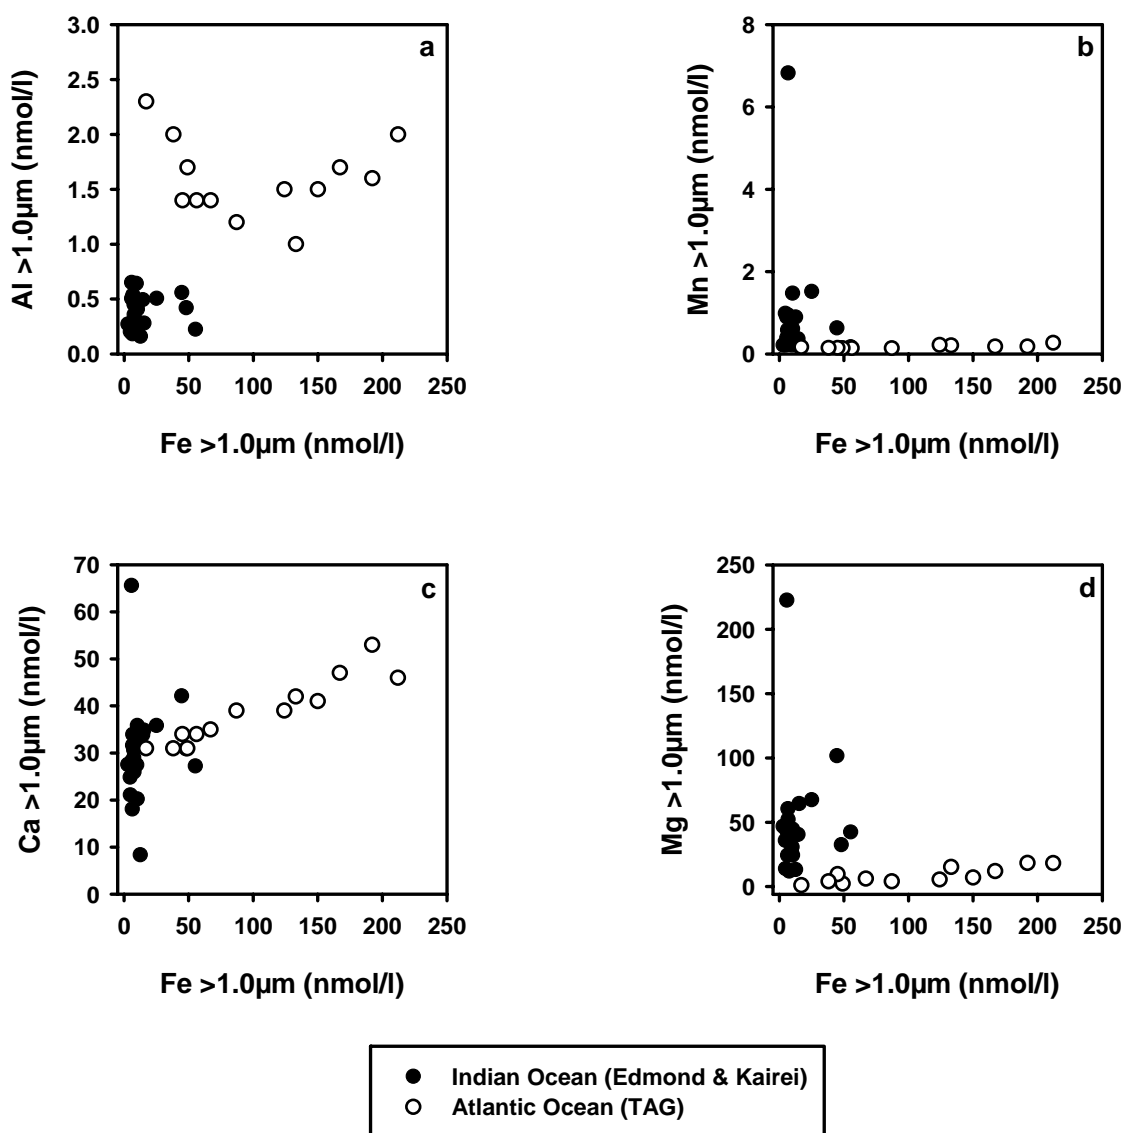 a
Al >1.0µm (nmol/l)
3.0
2.5
2.0
1.5
1.0
0.5
0.0
0 50 100 150 200 250
Fe >1.0µm (nmol/l)
b
Mn >1.0µm (nmol/l)
8
6
4
2
0
0 50 100 150 200 250
Fe >1.0µm (nmol/l)
c
Ca >1.0µm (nmol/l)
70
60
50
40
30
20
10
0
0 50 100 150 200 250
Fe >1.0µm (nmol/l)
d
Mg >1.0µm (nmol/l)
250
200
150
100
50
0
0 50 100 150 200 250
Fe >1.0µm (nmol/l)
Indian Ocean (Edmond & Kairei)
Atlantic Ocean (TAG)